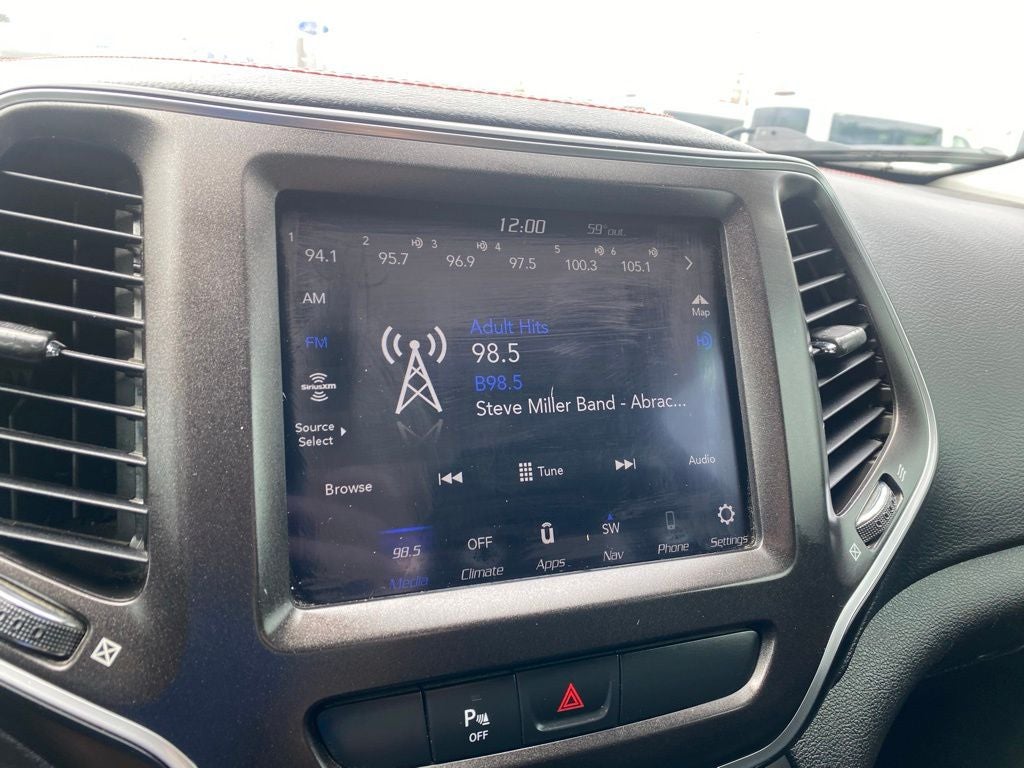 12:00 59° out.
1 94.1 2 95.7 3 96.9 4 97.5 5 100.3 6 105.1
AM
Map
FM
Adult Hits
98.5
SiriusXM
B98.5
Steve Miller Band - Abrac...
Source
Select
Browse
Tune
Audio
98.5
Media
OFF
Climate
Apps
SW
Nav
Phone
Settings
P
OFF